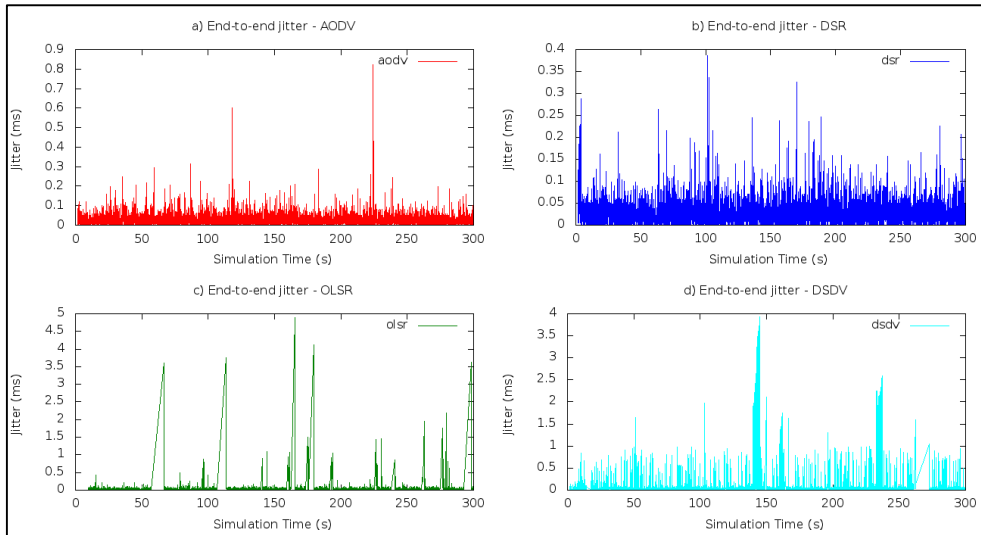 a) End-to-end jitter - AODV
0.9
0.8
0.7
0.6
0.5
0.4
0.3
0.2
0.1
0
Jitter (ms)
aodv
0 50 100 150 200 250 300
Simulation Time (s)
b) End-to-end jitter - DSR
0.4
0.35
0.3
0.25
0.2
0.15
0.1
0.05
0
Jitter (ms)
dsr
0 50 100 150 200 250 300
Simulation Time (s)
c) End-to-end jitter - OLSR
5
4.5
4
3.5
3
2.5
2
1.5
1
0.5
0
Jitter (ms)
olsr
0 50 100 150 200 250 300
Simulation Time (s)
d) End-to-end jitter - DSDV
4
3.5
3
2.5
2
1.5
1
0.5
0
Jitter (ms)
dsdv
0 50 100 150 200 250 300
Simulation Time (s)